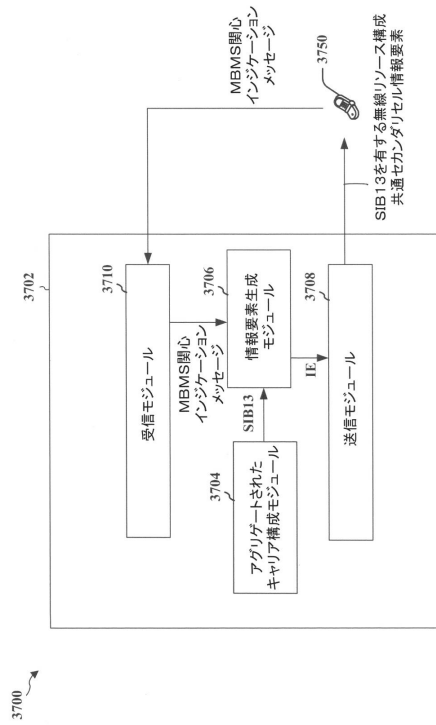 3700
3702
3710
受信モジュール
MBMS関心
インジケーション
メッセージ
MBMS関心
インジケーション
メッセージ
3704
アグリゲートされた
キャリア構成モジュール
SIB13
3706
情報要素生成
モジュール
IE
3708
送信モジュール
3750
SIB13を有する無線リソース構成
共通セカンダリセル情報要素